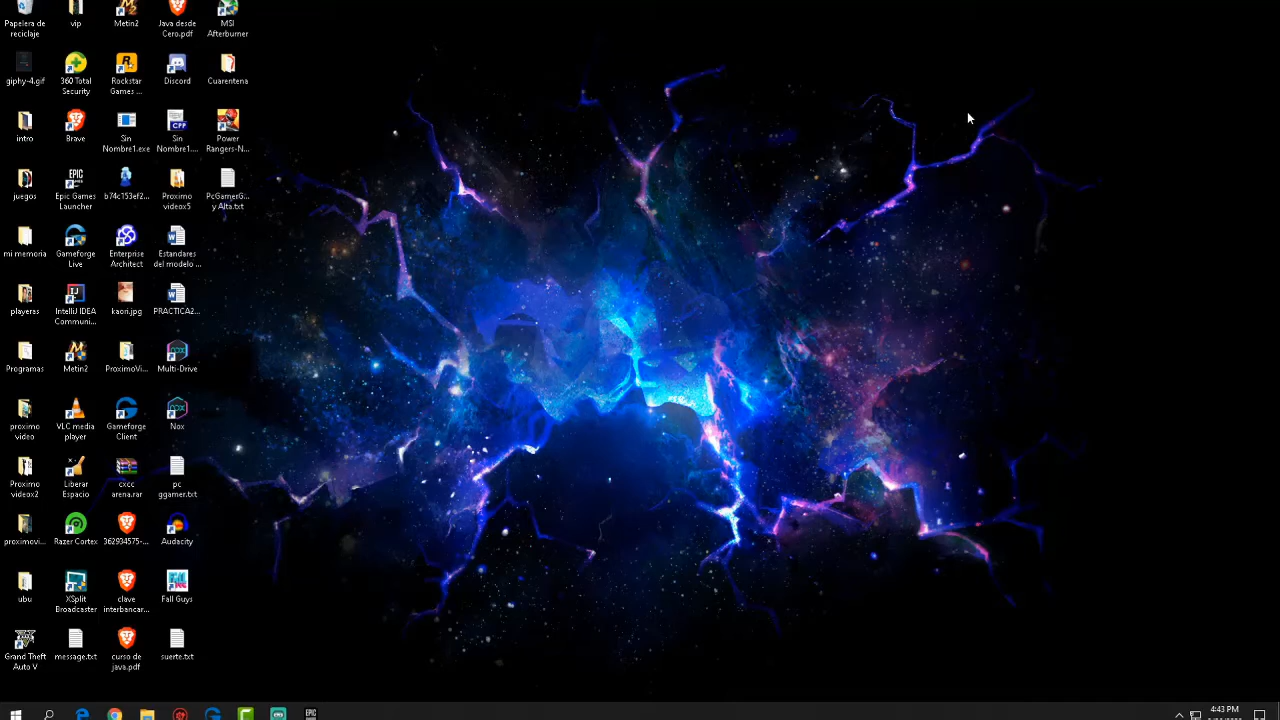 Papelera de
reciclaje
vip
Metin2
Java desde
Cero.pdf
MSI
Afterburner
giphy-4.gif
360 Total
Security
Rockstar
Games ...
Discord
Cuarentena
intro
Brave
Sin
Nombre1.exe
Sin
Nombre1....
Power
Rangers-N...
juegos
Epic Games
Launcher
b74c153ef2...
Proximo
videox5
PcGamerG...
y Alta.txt
mi memoria
Gameforge
Live
Enterprise
Architect
Estandares
del modelo ...
playeras
IntelliJ IDEA
Communi...
kaori.jpg
PRACTICA2...
Programas
Metin2
ProximoVi...
Multi-Drive
proximo
video
VLC media
player
Gameforge
Client
Nox
Proximo
videox2
Liberar
Espacio
cxcc
arena.rar
pc
ggamer.txt
proximovi...
Razer Cortex
362934575-...
Audacity
ubu
XSplit
Broadcaster
clave
interbancar...
Fall Guys
Grand Theft
Auto V
message.txt
curso de
java.pdf
suerte.txt
4:43 PM